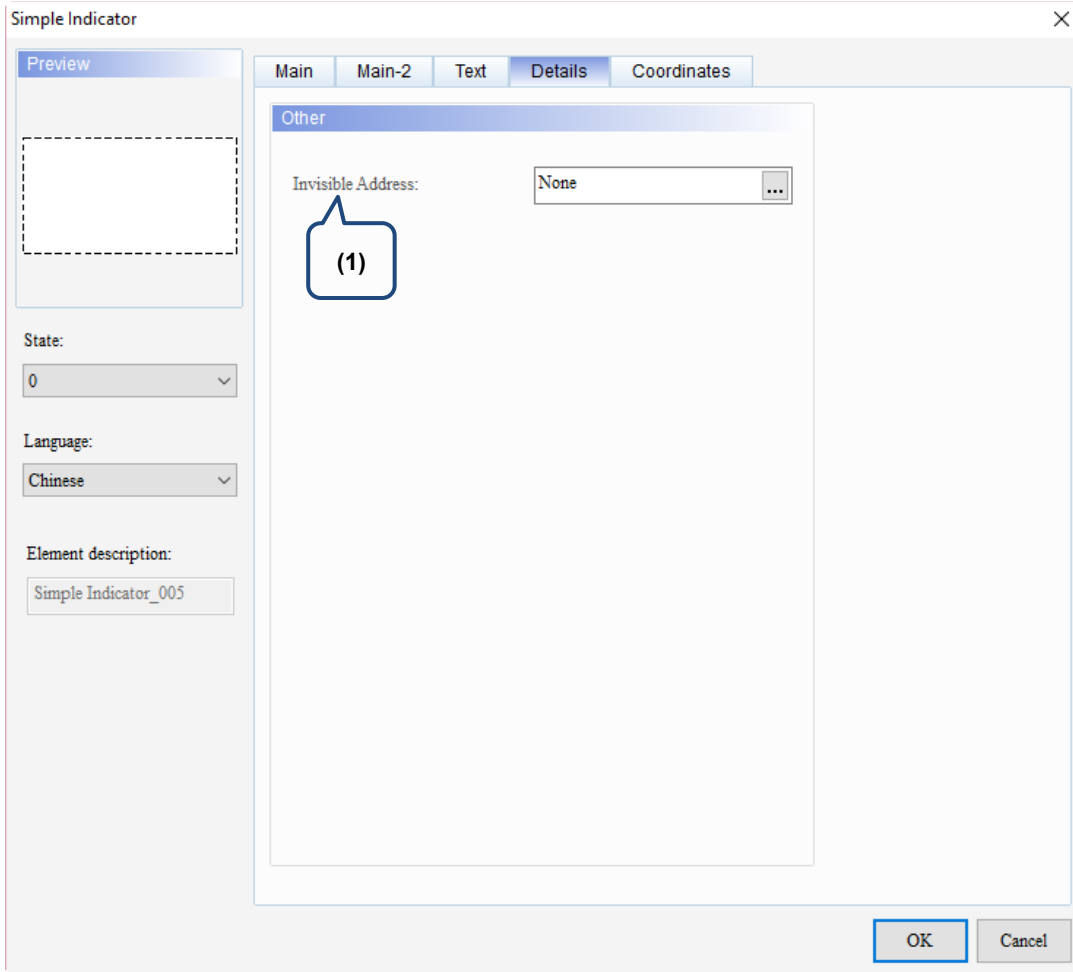 Simple Indicator
Preview
Main Main-2 Text Details Coordinates
Other
Invisible Address: None ...
(1)
State:
0
Language:
Chinese
Element description:
Simple Indicator_005
OK Cancel